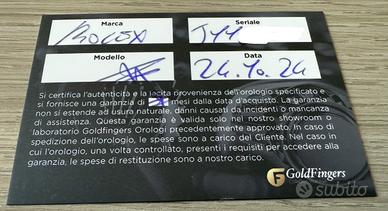 Marca
Seriale
ROLEX
Modello
Data
26.10.24
Si certifica l'autenticità e la lecita provenienza dell'orologio specificato e
si fornisce una garanzia mesi dalla data d'acquisto. La garanzia
non si estende ad usura naturale, danni causati da incidenti o mancanza
di assistenza. Questa garanzia è valida solo nel nostro showroom o
laboratorio Goldfingers Orologi precedentemente approvato. In caso di
spedizione dell'orologio, le spese sono a carico del Cliente. Nel caso in
cui l'orologio, una volta controllato, presenti i requisiti per accedere alla
garanzia, le spese di restituzione sono a nostro carico.
GoldFingers
subito